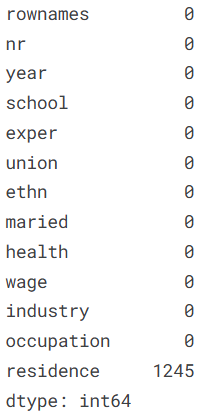 rownames 0
nr 0
year 0
school 0
exper 0
union 0
ethn 0
maried 0
health 0
wage 0
industry 0
occupation 0
residence 1245
dtype: int64